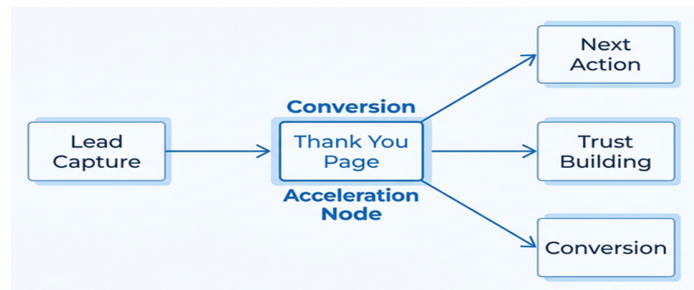 Lead
Capture
Conversion
Thank You
Page
Acceleration
Node
Next
Action
Trust
Building
Conversion